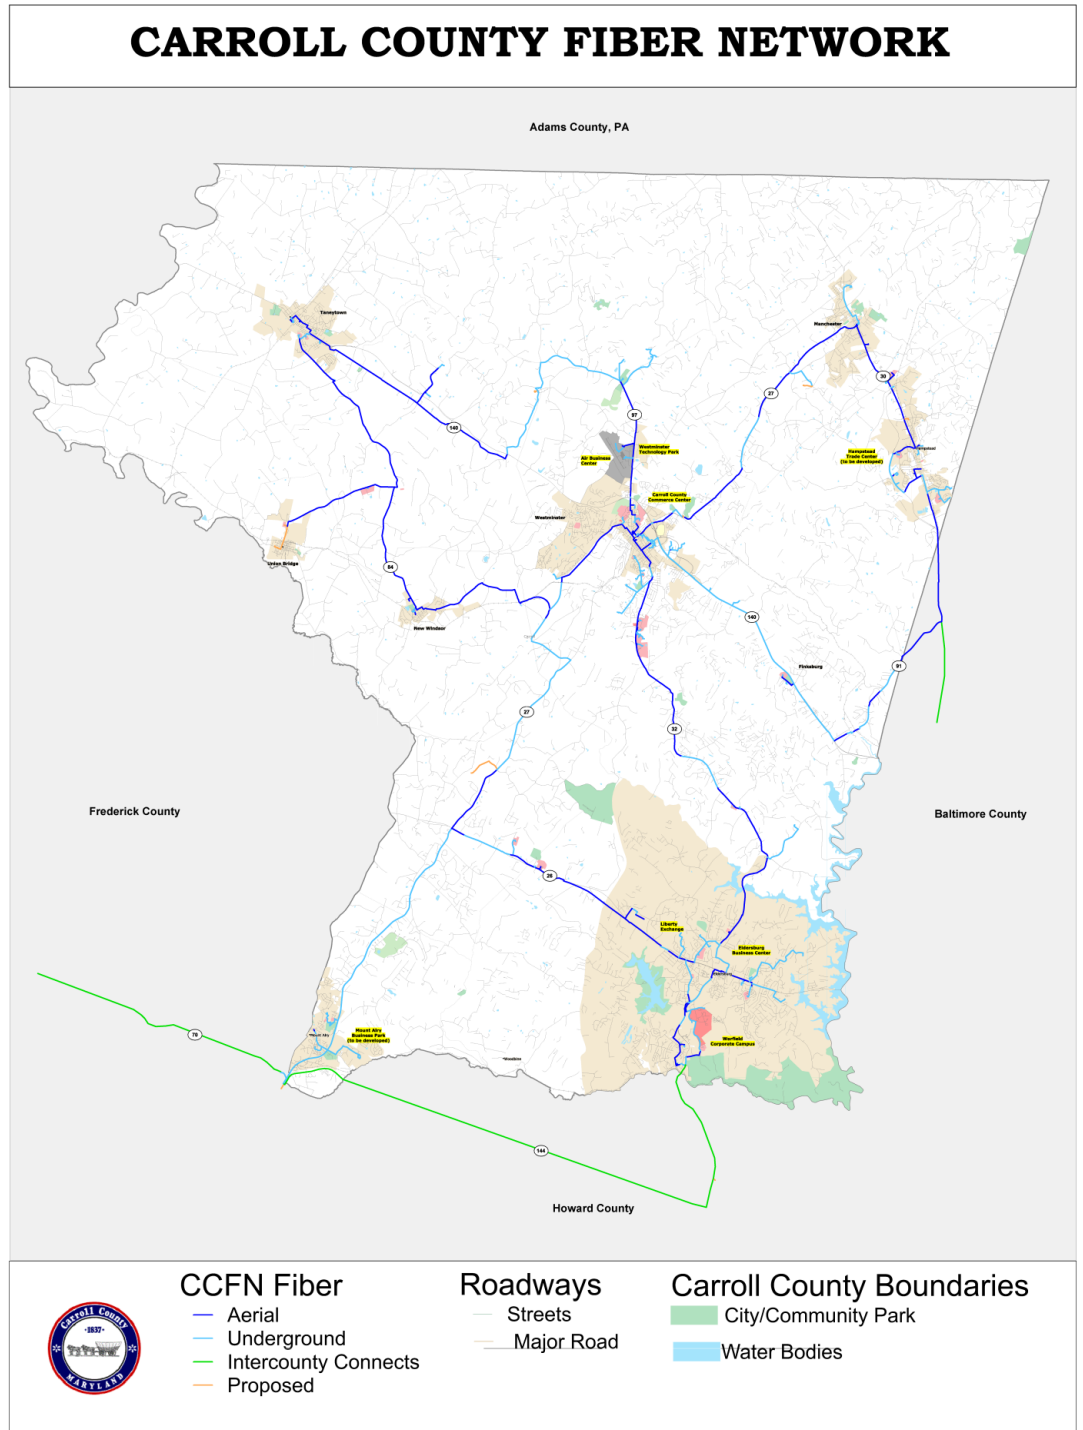 CARROLL COUNTY FIBER NETWORK
Adams County, PA
Taneytown
Manchester
30
27
97
140
Westminster
Technology Park
Air Business
Center
Hampstead
Trade Center
(to be developed)
Hampstead
Carroll County
Commerce Center
Westminster
Union Bridge
84
New Windsor
140
Finksburg
91
27
32
Frederick County
Baltimore County
26
Liberty
Exchange
Eldersburg
Business Center
70
Mount Airy
Mount Airy
Business Park
(to be developed)
Warfield
Corporate Campus
Woodbine
144
Howard County
CCFN Fiber
Aerial
Underground
Intercounty Connects
Proposed
Roadways
Streets
Major Road
Carroll County Boundaries
City/Community Park
Water Bodies
Carroll County
1837
MARYLAND